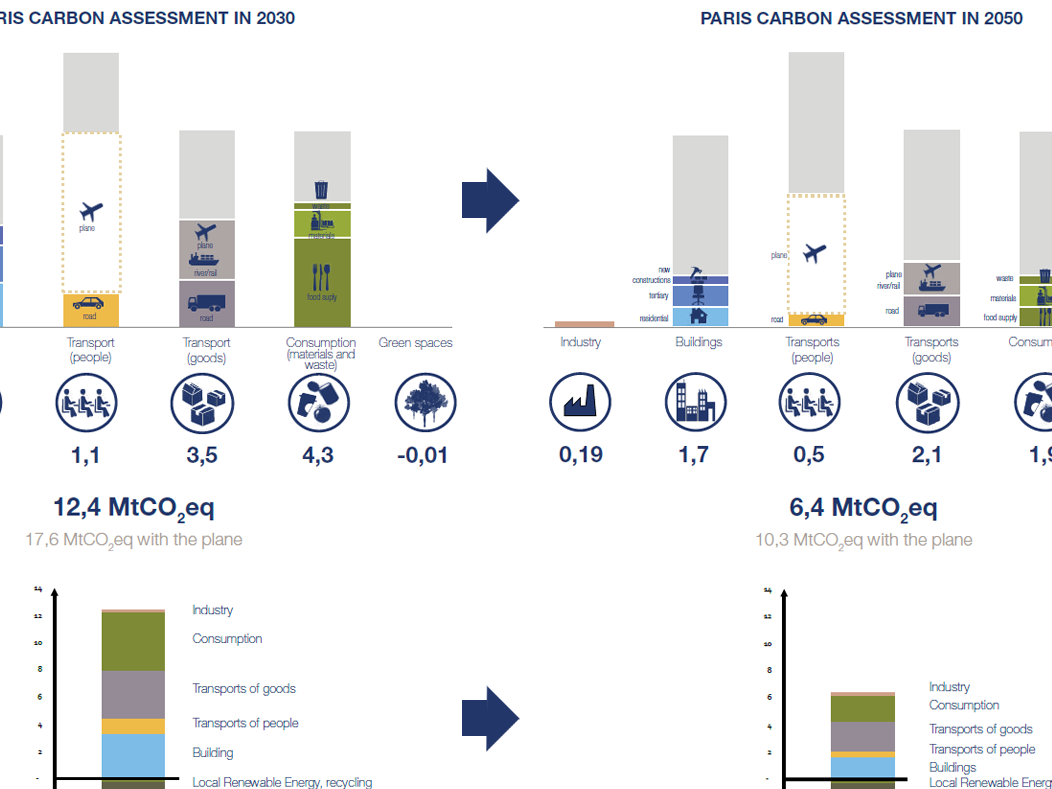 RIS CARBON ASSESSMENT IN 2030
PARIS CARBON ASSESSMENT IN 2050
plane
road
plane
river/rail
road
waste
materials
food suply
Transport
(people)
Transport
(goods)
Consumption
(materials and
waste)
Green spaces
1,1
3,5
4,3
-0,01
12,4 MtCO2eq
17,6 MtCO2eq with the plane
new
constructions
tertiary
residential
plane
road
plane
river/rail
road
waste
materials
food supply
Industry
Buildings
Transports
(people)
Transports
(goods)
Consum
0,19
1,7
0,5
2,1
1,9
6,4 MtCO2eq
10,3 MtCO2eq with the plane
14
12
10
8
6
4
2
-
Industry
Consumption
Transports of goods
Transports of people
Building
Local Renewable Energy, recycling
14
12
10
8
6
4
2
-
Industry
Consumption
Transports of goods
Transports of people
Buildings
Local Renewable Energ